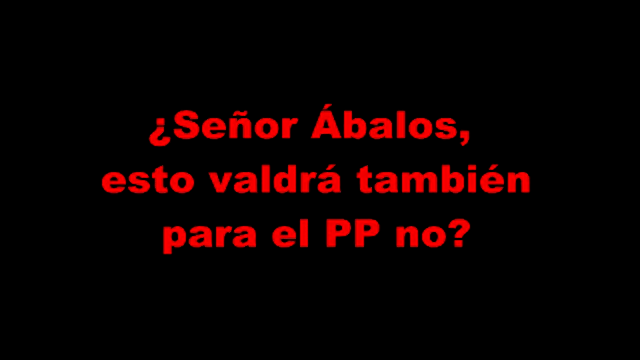 ¿Señor Ábalos,
esto valdrá también
para el PP no?